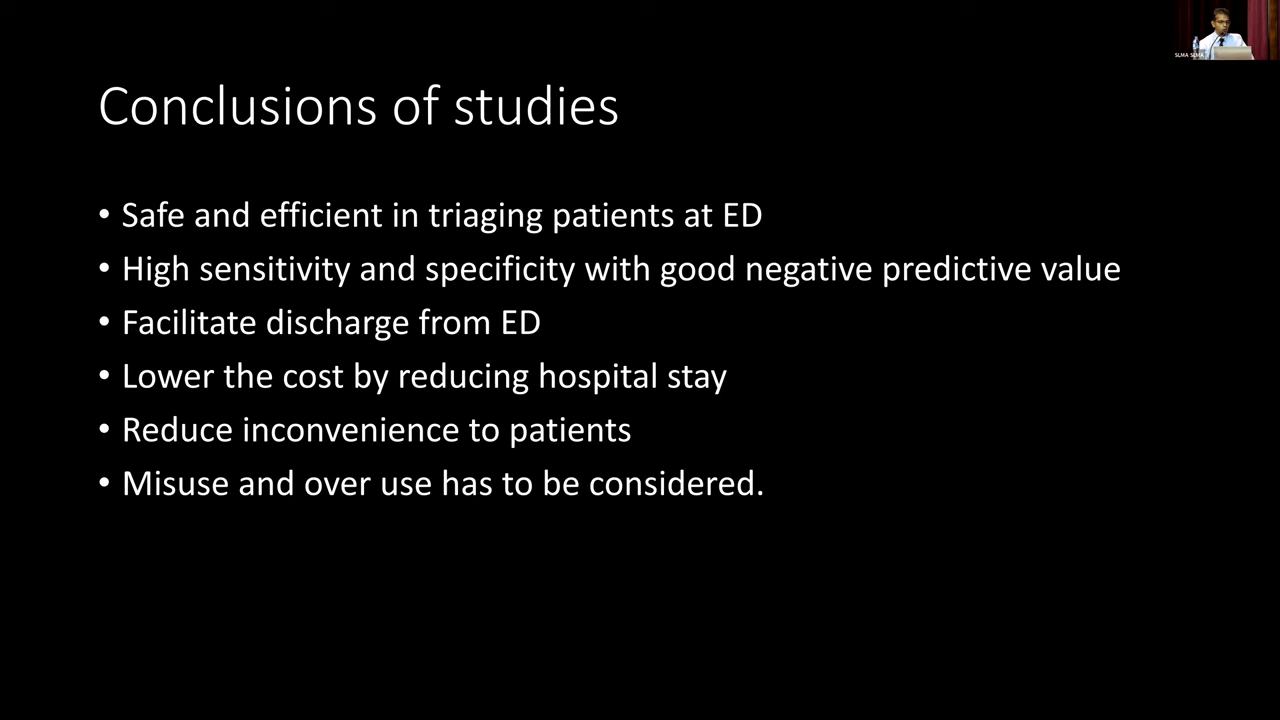 SLMA SLMA
Conclusions of studies
• Safe and efficient in triaging patients at ED
• High sensitivity and specificity with good negative predictive value
• Facilitate discharge from ED
• Lower the cost by reducing hospital stay
• Reduce inconvenience to patients
• Misuse and over use has to be considered.